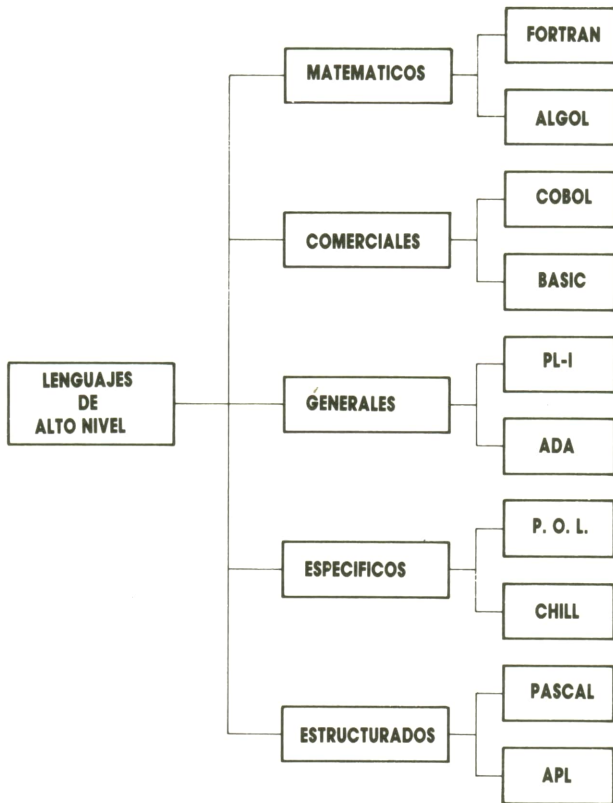 LENGUAJES
DE
ALTO NIVEL
MATEMATICOS
FORTRAN
ALGOL
COMERCIALES
COBOL
BASIC
GENERALES
PL-I
ADA
ESPECIFICOS
P. O. L.
CHILL
ESTRUCTURADOS
PASCAL
APL